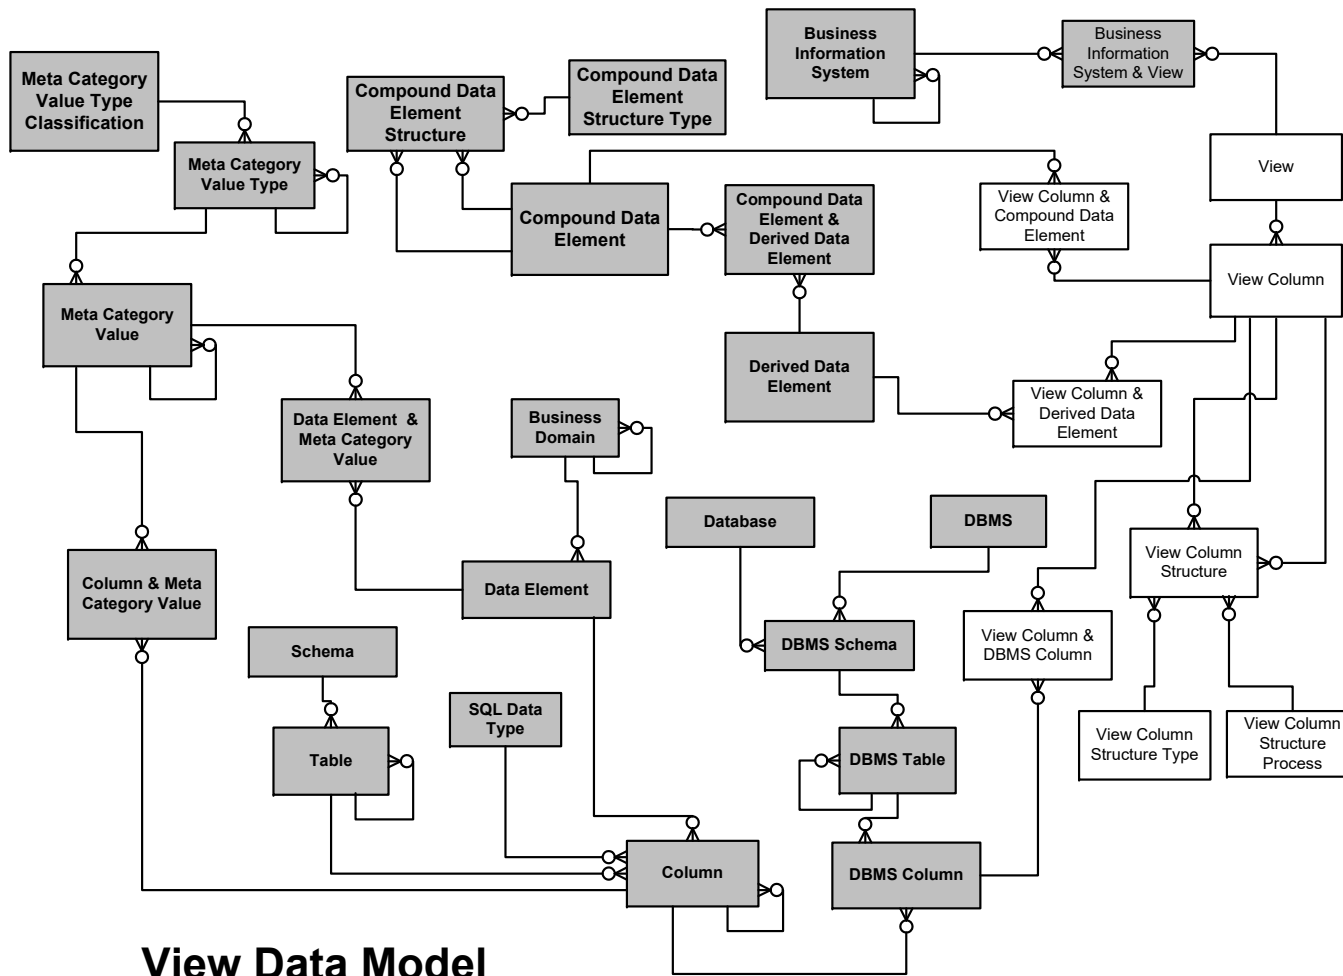 Meta Category
Value Type
Classification
Compound Data
Element
Structure
Compound Data
Element
Structure Type
Business
Information
System
Business
Information
System & View
Meta Category
Value Type
Compound Data
Element
Compound Data
Element &
Derived Data
Element
View Column &
Compound Data
Element
View
View Column
Meta Category
Value
Derived Data
Element
View Column &
Derived Data
Element
Data Element &
Meta Category
Value
Business
Domain
Database
DBMS
View Column
Structure
Column & Meta
Category Value
Data Element
Schema
DBMS Schema
View Column &
DBMS Column
SQL Data
Type
Table
DBMS Table
View Column
Structure Type
View Column
Structure
Process
Column
DBMS Column
View Data Model